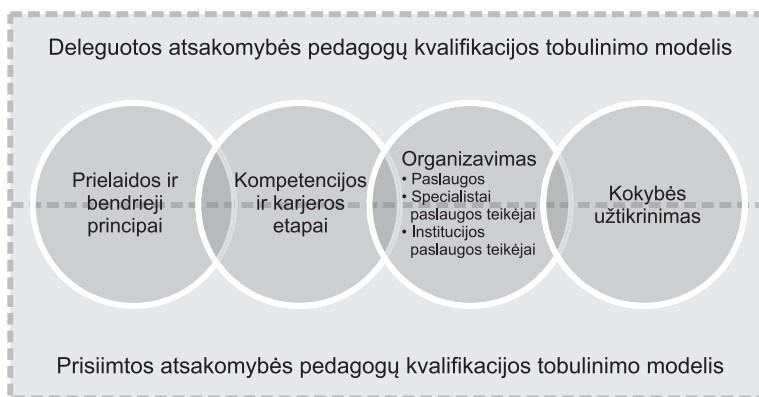 Deleguotos atsakomybės pedagogų kvalifikacijos tobulinimo modelis
Prielaidos ir
bendrieji
principai
Kompetencijos
ir karjeros
etapai
Organizavimas
• Paslaugos
• Specialistai
paslaugos teikėjai
• Institucijos
paslaugos teikėjai
Kokybės
užtikrinimas
Prisiimtos atsakomybės pedagogų kvalifikacijos tobulinimo modelis